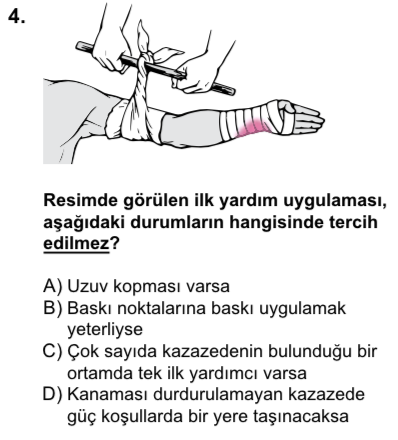 4.
Resimde görülen ilk yardım uygulaması,
aşağıdaki durumların hangisinde tercih
edilmez?
A) Uzuv kopması varsa
B) Baskı noktalarına baskı uygulamak
yeterliyse
C) Çok sayıda kazazedenin bulunduğu bir
ortamda tek ilk yardımcı varsa
D) Kanaması durdurulamayan kazazede
güç koşullarda bir yere taşınacaksa